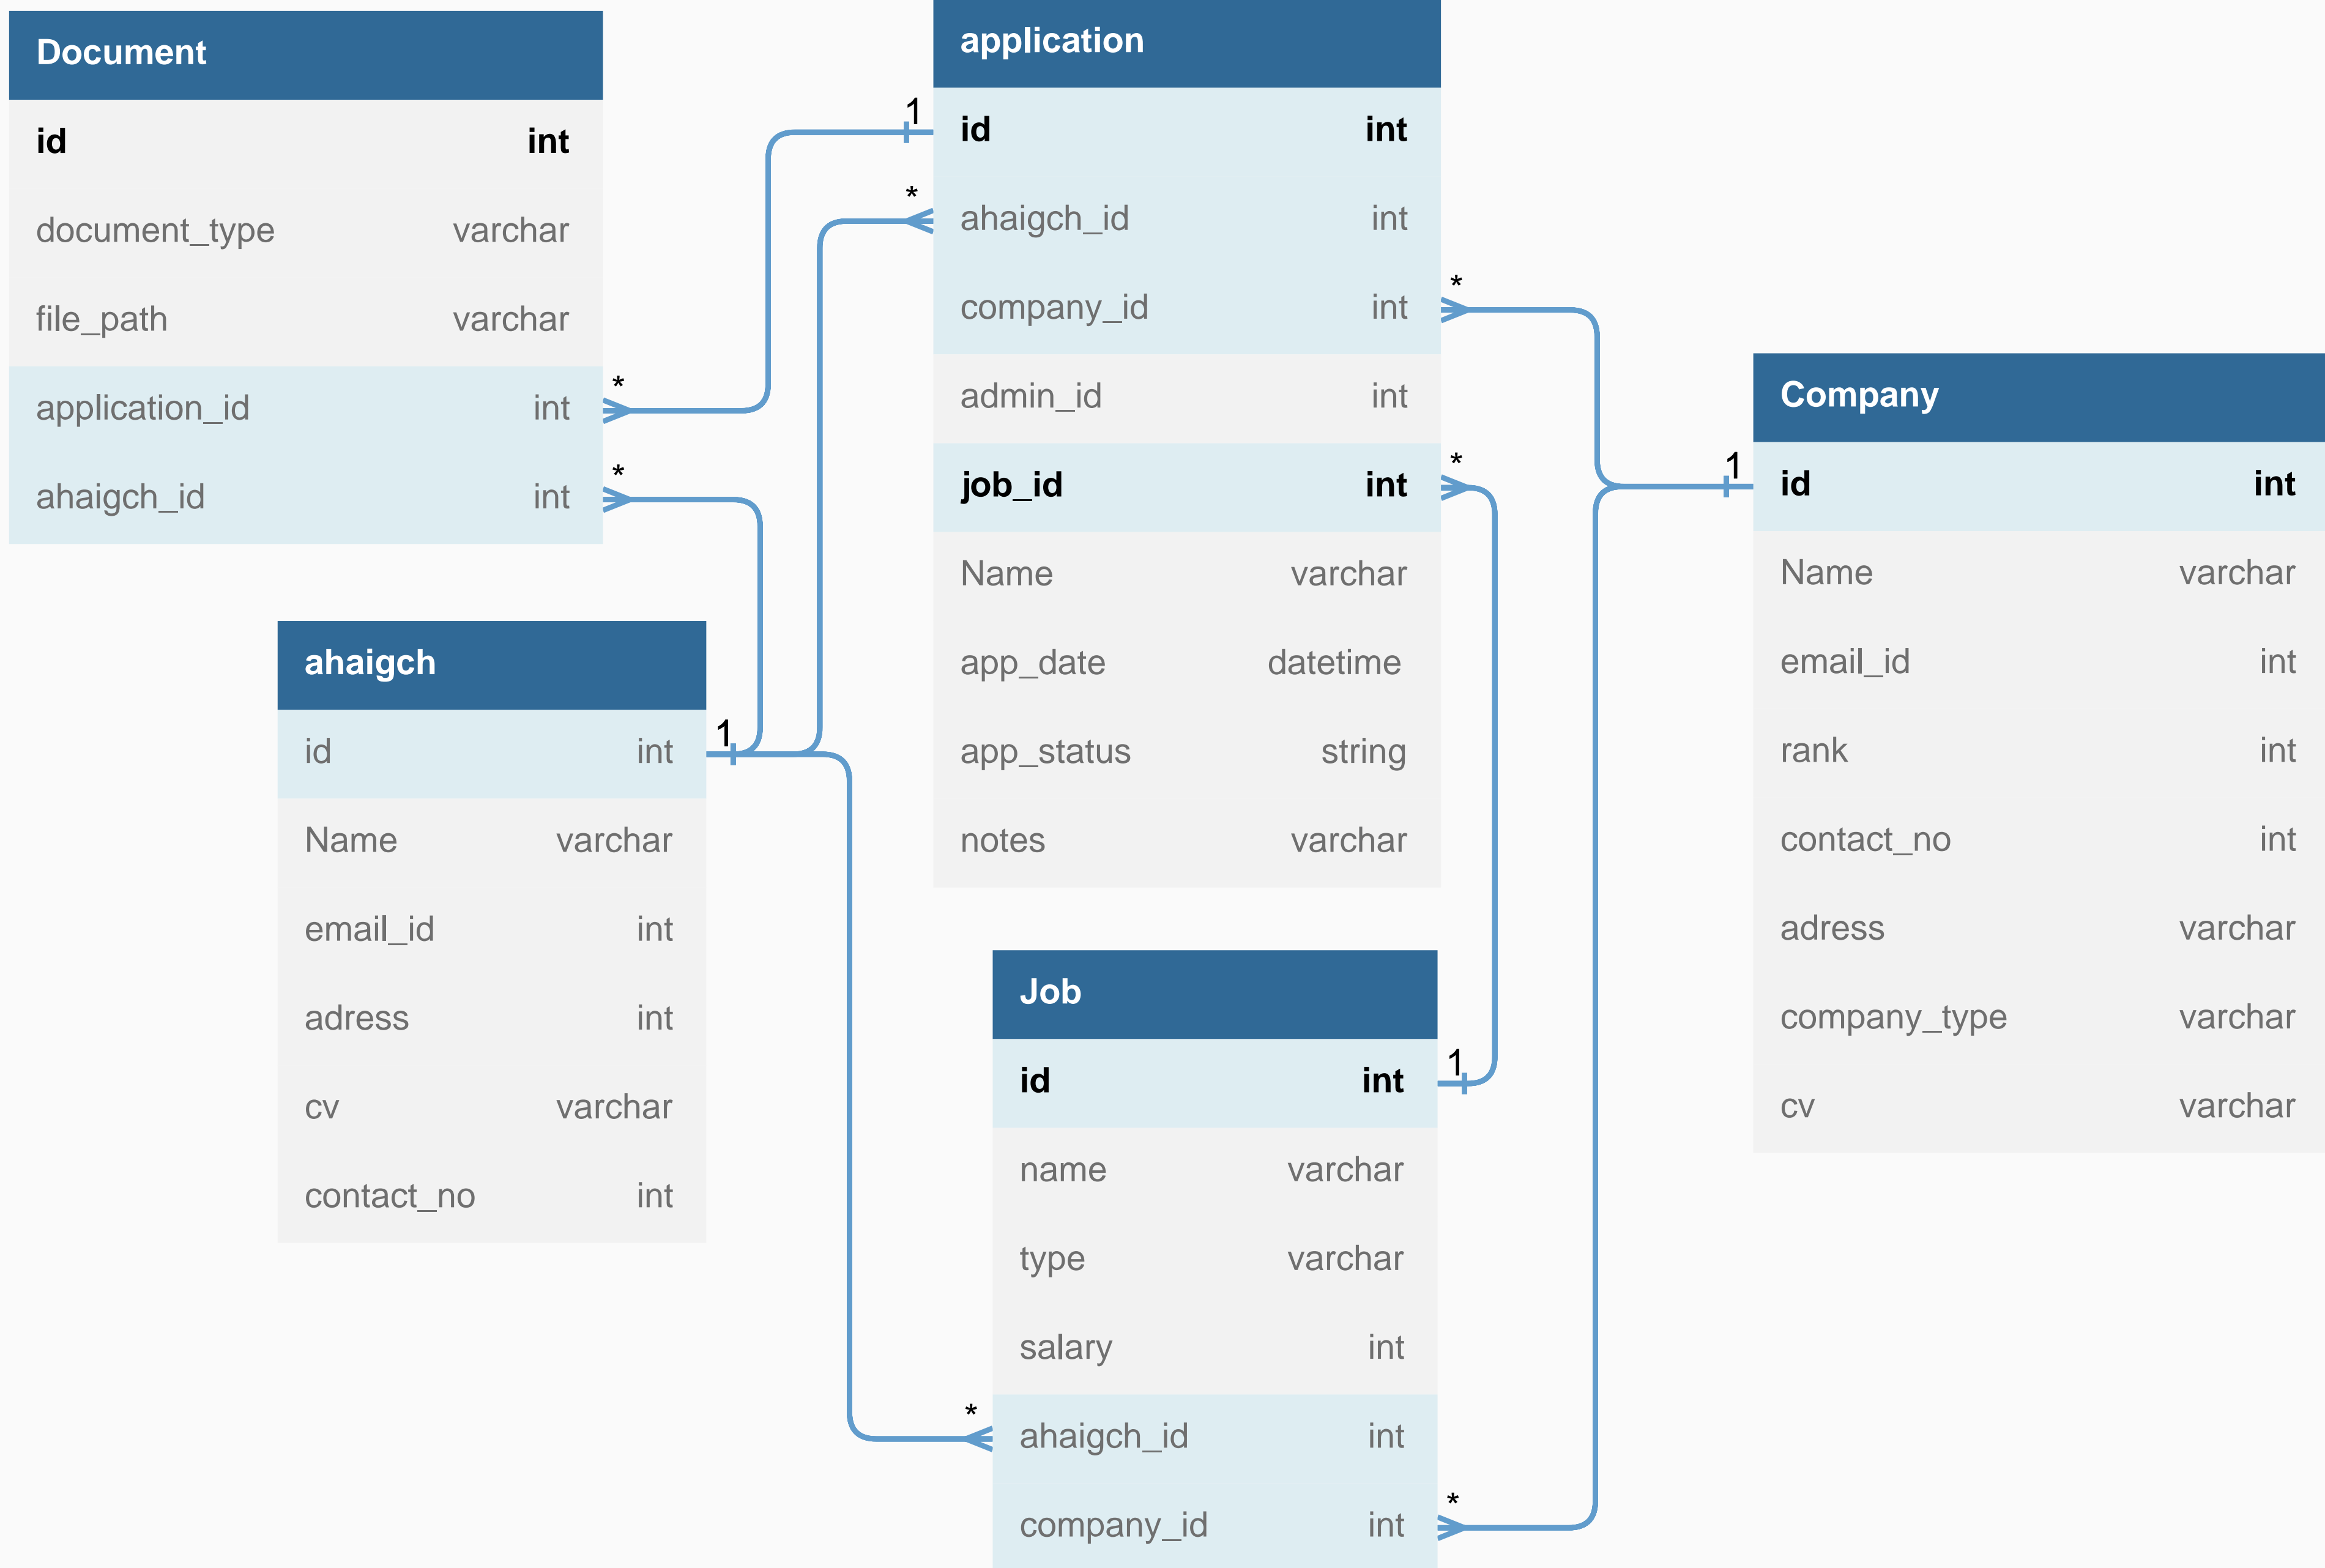 Document
id int
document_type varchar
file_path varchar
application_id int *
ahaigch_id int *
application
1 id int
* ahaigch_id int
company_id int *
admin_id int
job_id int *
Name varchar
app_date datetime
app_status string
notes varchar
Company
1 id int
Name varchar
email_id int
rank int
contact_no int
adress varchar
company_type varchar
cv varchar
ahaigch
id int 1
Name varchar
email_id int
adress int
cv varchar
contact_no int
Job
id int 1
name varchar
type varchar
salary int
* ahaigch_id int
company_id int *